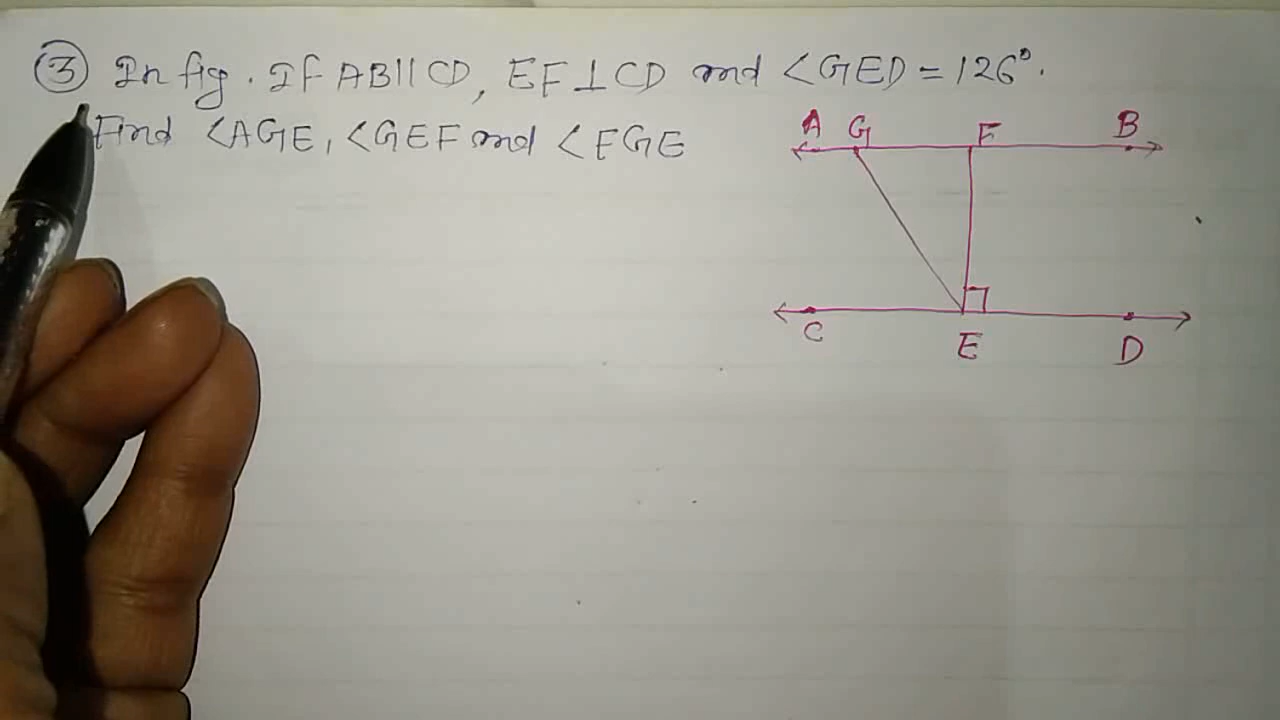 ③ In fig. If AB||CD, EF⊥CD and <GED = 126°.
Find <AGE, <GEF and <FGE
A G F B
C E D